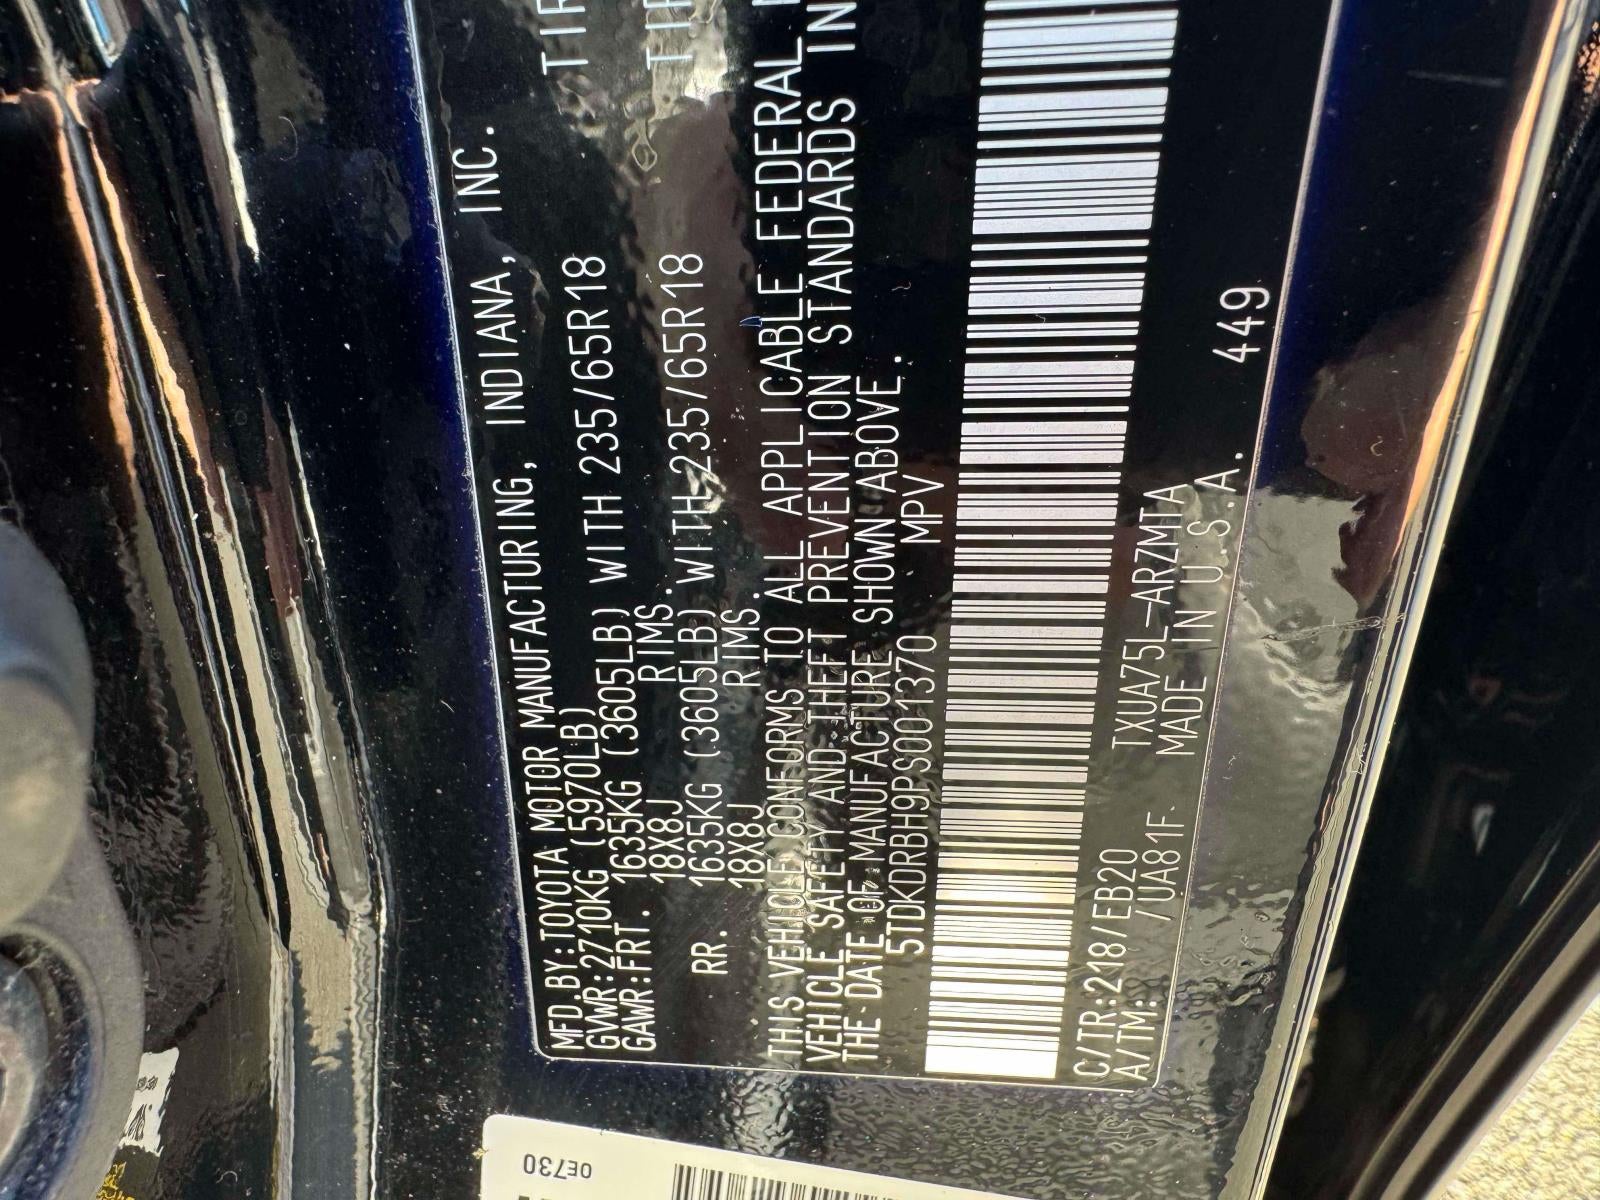 MFD.BY:TOYOTA MOTOR MANUFACTURING, INDIANA, INC.
GVWR:2710KG (5970LB)
GAWR:FRT. 1635KG (3605LB) WITH 235/65R18 TIR
18X8J RIMS.
RR. 1635KG (3605LB) WITH 235/65R18 TIR
18X8J RIMS.
THIS VEHICLE CONFORMS TO ALL APPLICABLE FEDERAL
VEHICLE SAFETY AND THEFT PREVENTION STANDARDS IN
THE DATE OF MANUFACTURE SHOWN ABOVE.
5TDKDRBH9PS001370 MPV
C/TR:218/EB20 TXUA75L-ARZMTA
A/TM: /UA81F MADE IN U.S.A. 449
0E730